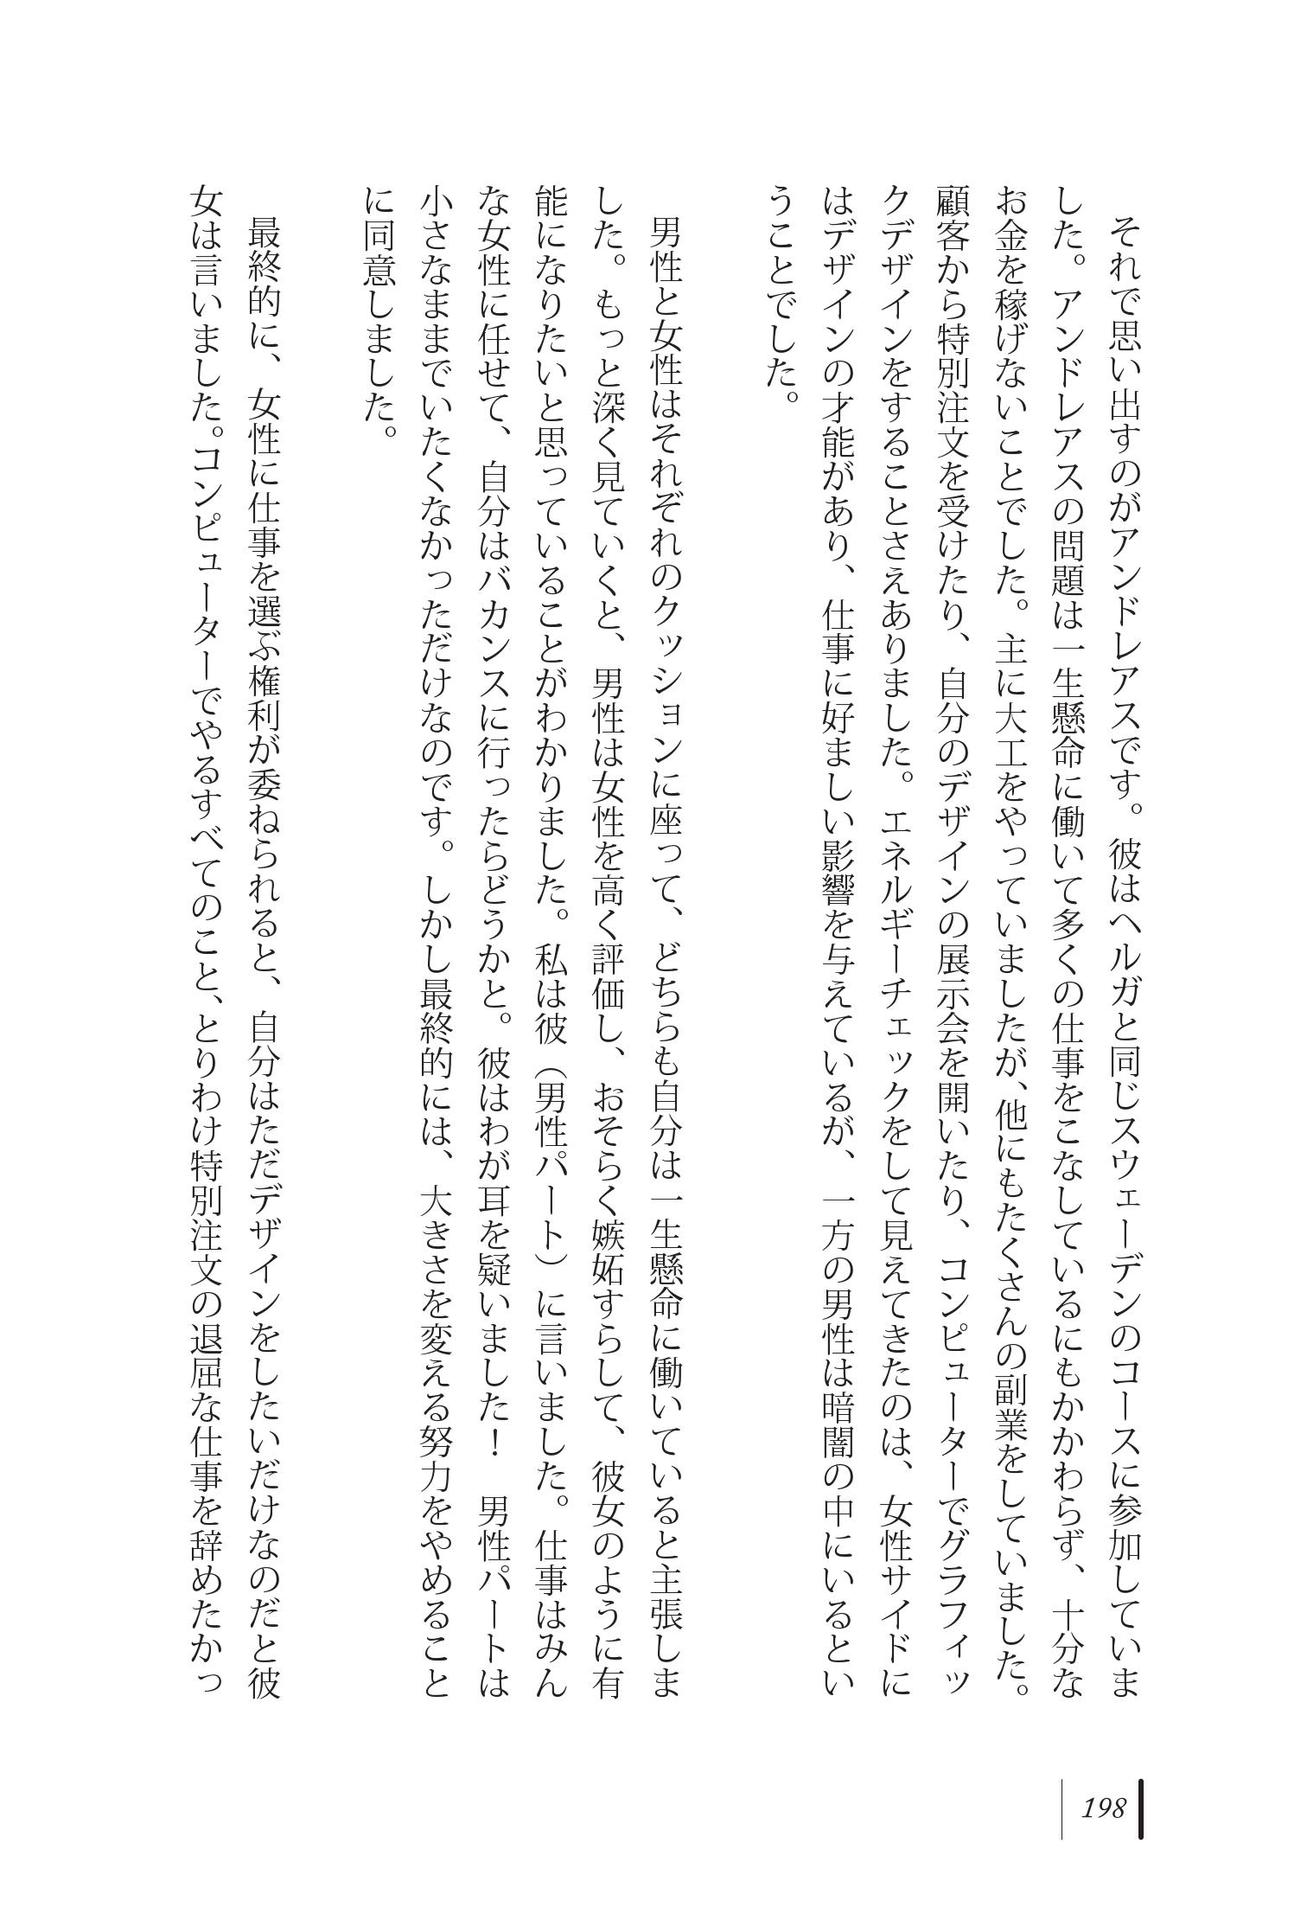 それで思い出すのがアンドレアスです。彼はヘルガと同じスウェーデンのコースに参加していま
した。アンドレアスの問題は一生懸命に働いて多くの仕事をこなしているにもかかわらず、十分な
お金を稼げないことでした。主に大工をやっていましたが、他にもたくさんの副業をしていました。
顧客から特別注文を受けたり、自分のデザインの展示会を開いたり、コンピューターでグラフィッ
クデザインをすることさえありました。エネルギーチェックをして見えてきたのは、女性サイドに
はデザインの才能があり、仕事に好ましい影響を与えているが、一方の男性は暗闇の中にいるとい
うことでした。
男性と女性はそれぞれのクッションに座って、どちらも自分は一生懸命に働いていると主張しま
した。もっと深く見ていくと、男性は女性を高く評価し、おそらく嫉妬すらして、彼女のように有
能になりたいと思っていることがわかりました。私は彼（男性パート）に言いました。仕事はみん
な女性に任せて、自分はバカンスに行ったらどうかと。彼はわが耳を疑いました！　男性パートは
小さなままでいたくなかっただけなのです。しかし最終的には、大きさを変える努力をやめること
に同意しました。
最終的に、女性に仕事を選ぶ権利が委ねられると、自分はただデザインをしたいだけなのだと彼
女は言いました。コンピューターでやるすべてのこと、とりわけ特別注文の退屈な仕事を辞めたかっ
198